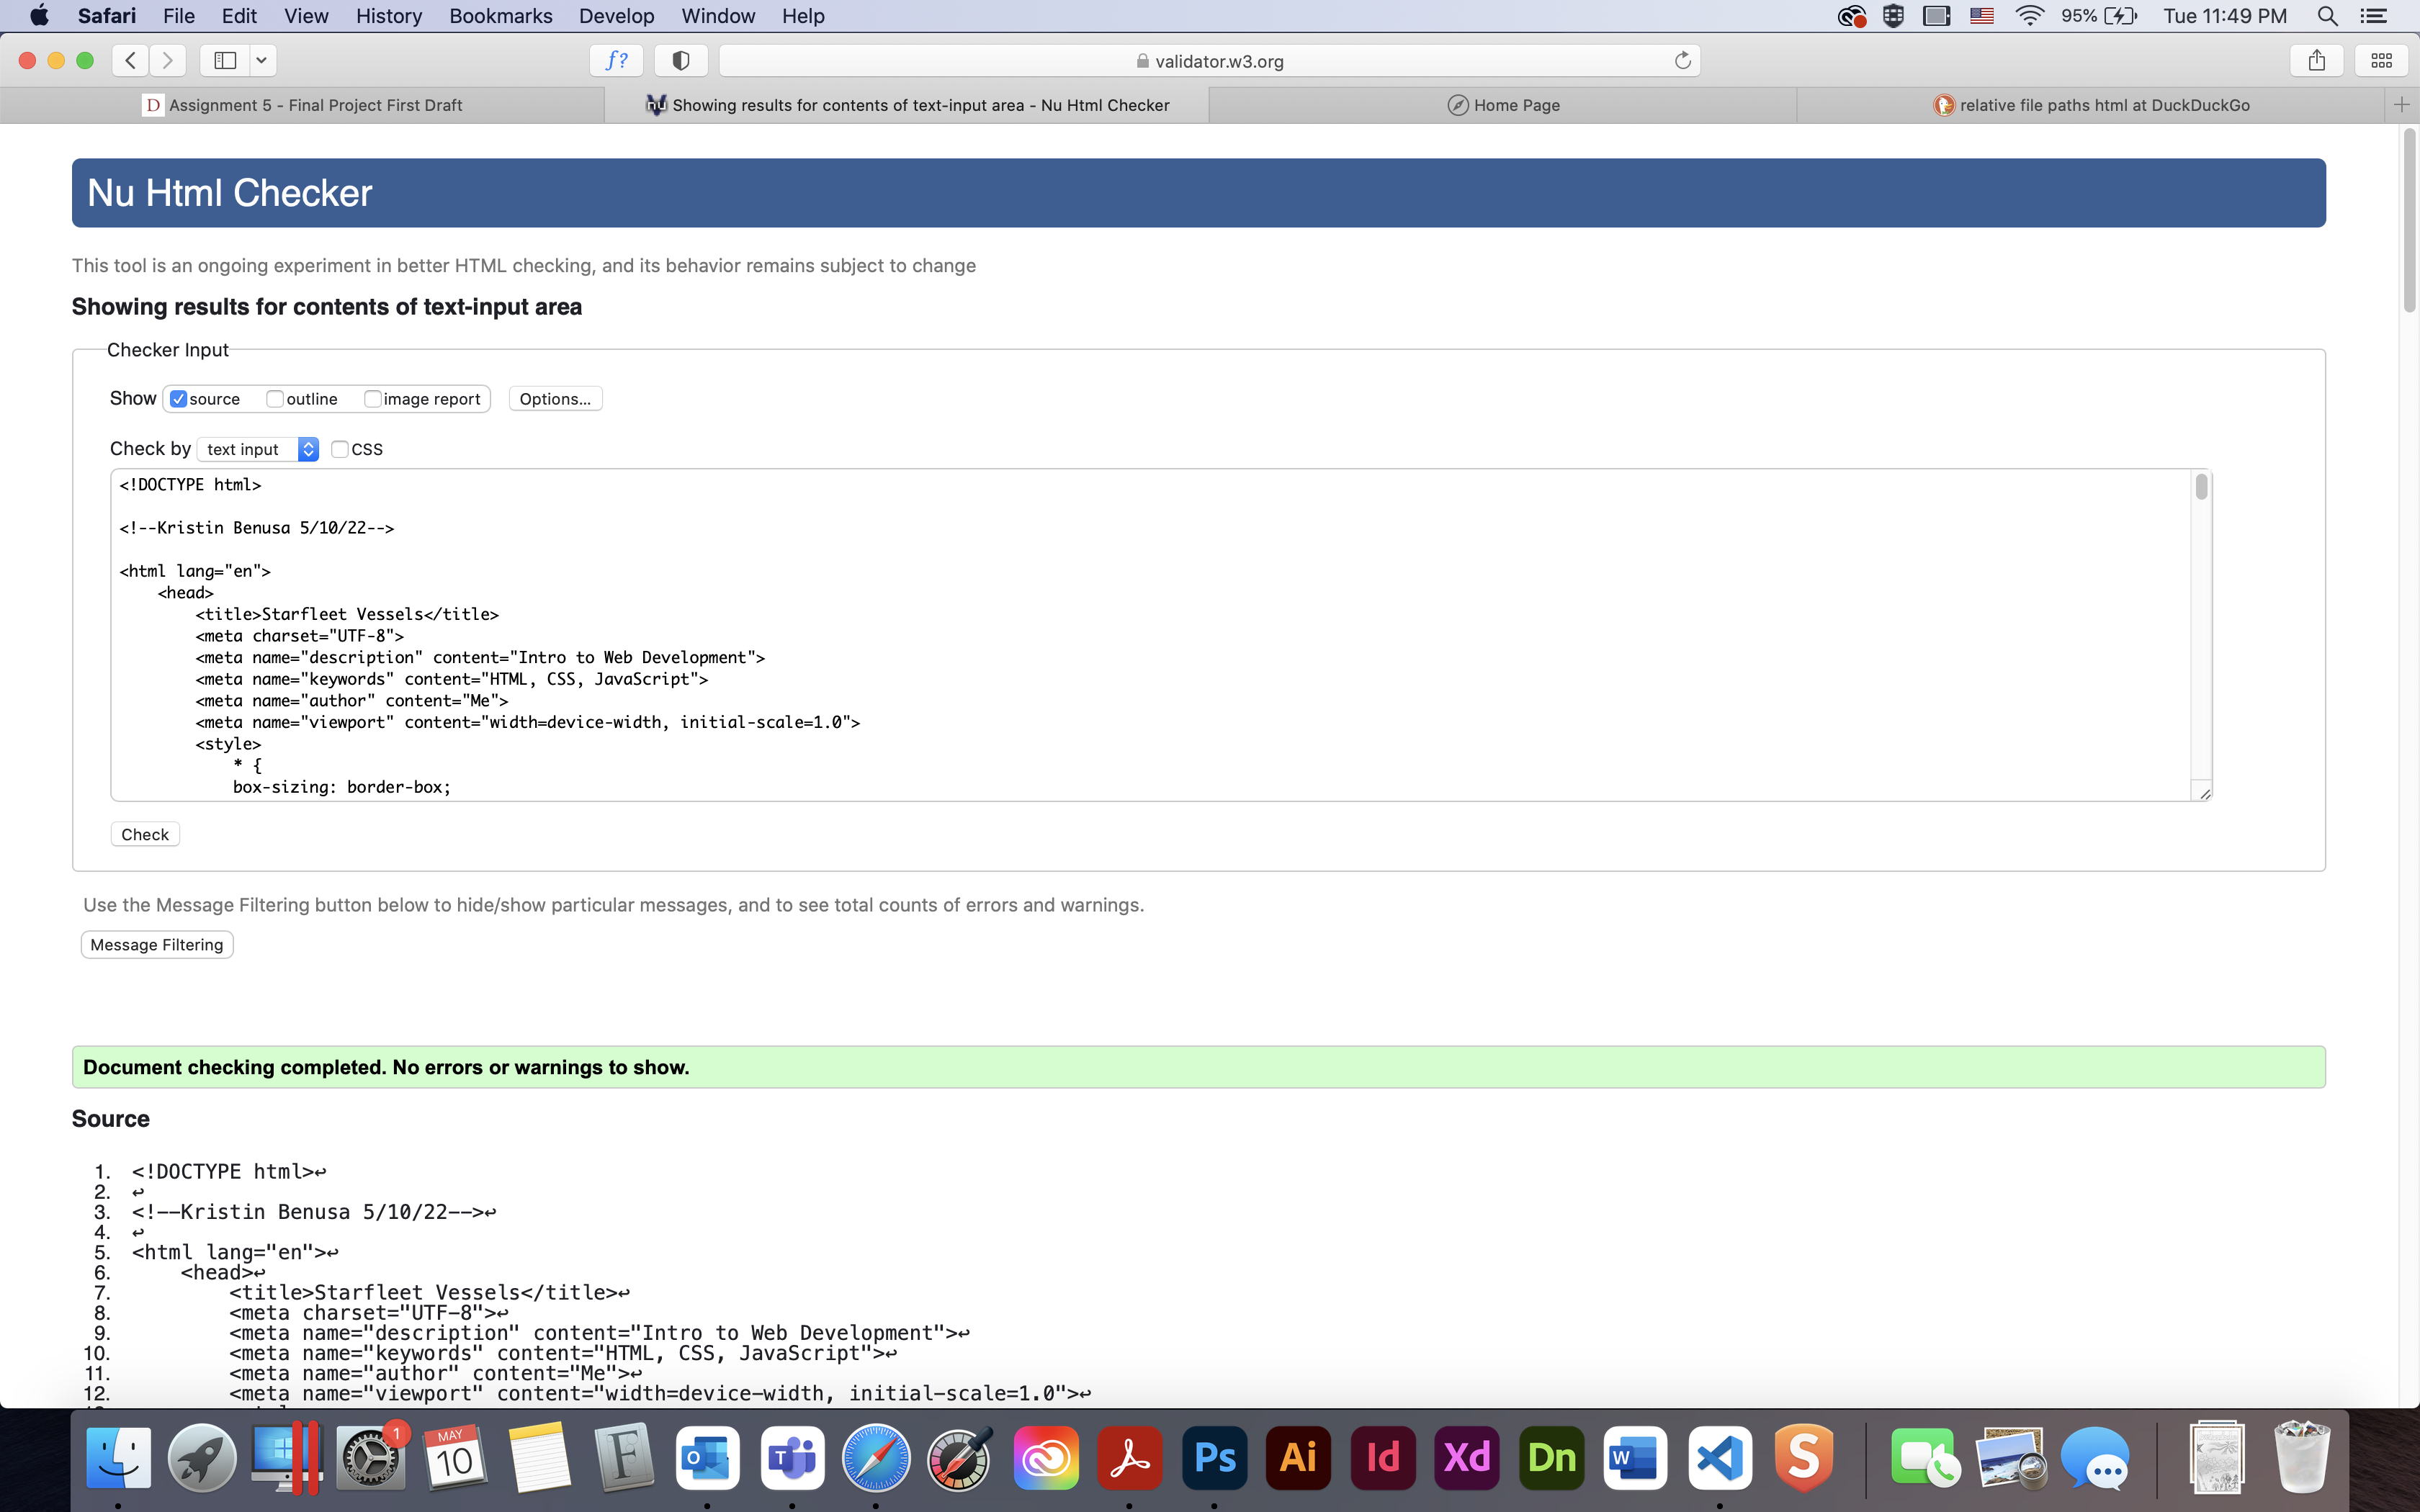 Safari File Edit View History Bookmarks Develop Window Help 95% Tue 11:49 PM
f? validator.w3.org
D Assignment 5 - Final Project First Draft
nu Showing results for contents of text-input area - Nu Html Checker
Home Page
relative file paths html at DuckDuckGo
Nu Html Checker
This tool is an ongoing experiment in better HTML checking, and its behavior remains subject to change
Showing results for contents of text-input area
Checker Input
Show source outline image report Options...
Check by text input CSS
<!DOCTYPE html>
<!--Kristin Benusa 5/10/22-->
<html lang="en">
<head>
<title>Starfleet Vessels</title>
<meta charset="UTF-8">
<meta name="description" content="Intro to Web Development">
<meta name="keywords" content="HTML, CSS, JavaScript">
<meta name="author" content="Me">
<meta name="viewport" content="width=device-width, initial-scale=1.0">
<style>
* {
box-sizing: border-box;
Check
Use the Message Filtering button below to hide/show particular messages, and to see total counts of errors and warnings.
Message Filtering
Document checking completed. No errors or warnings to show.
Source
1. <!DOCTYPE html>↩
2. ↩
3. <!--Kristin Benusa 5/10/22-->↩
4. ↩
5. <html lang="en">↩
6. <head>↩
7. <title>Starfleet Vessels</title>↩
8. <meta charset="UTF-8">↩
9. <meta name="description" content="Intro to Web Development">↩
10. <meta name="keywords" content="HTML, CSS, JavaScript">↩
11. <meta name="author" content="Me">↩
12. <meta name="viewport" content="width=device-width, initial-scale=1.0">↩
1 MAY 10 F O T Ps Ai Id Xd Dn W S